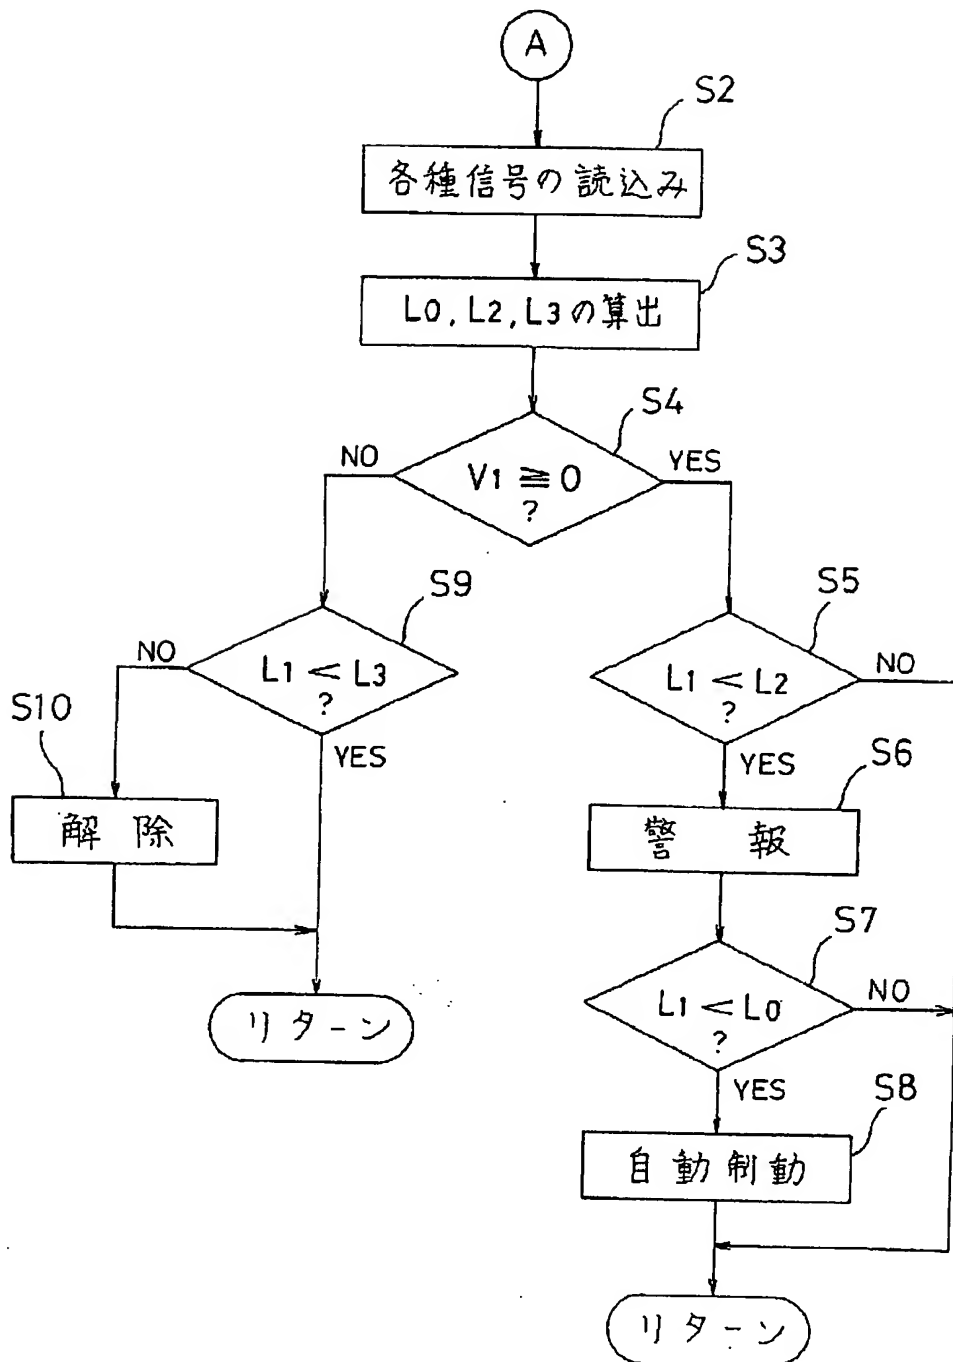 A
S2
各種信号の読込み
S3
L0, L2, L3の算出
S4
NO
V1 ≧ 0
?
YES
S9
S5
NO
L1 < L3
?
YES
L1 < L2
?
NO
YES
S10
解除
S6
警報
S7
L1 < L0
?
NO
YES
リターン
S8
自動制動
リターン